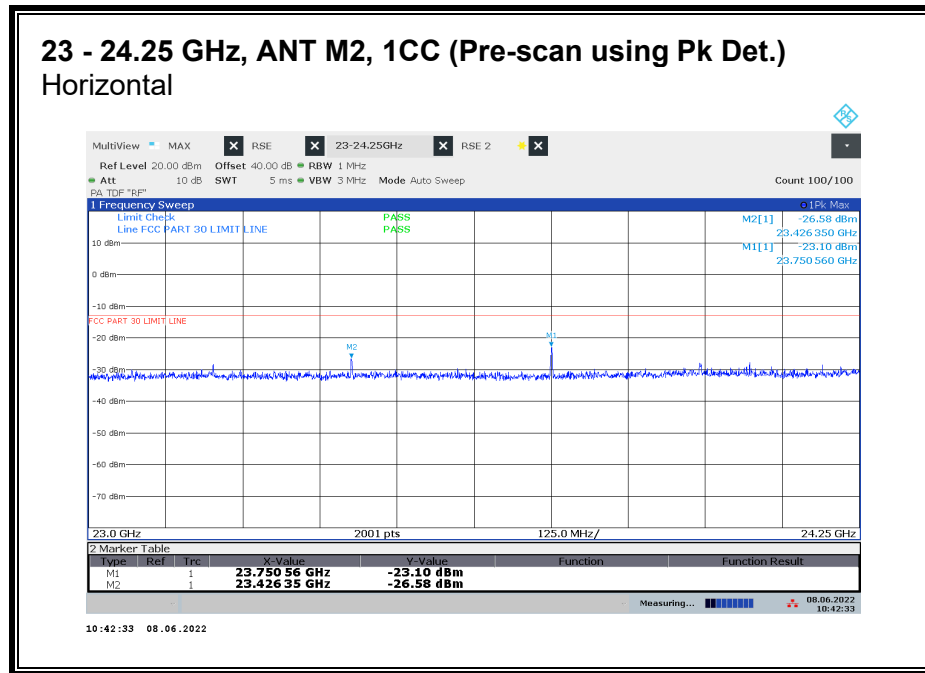 23 - 24.25 GHz, ANT M2, 1CC (Pre-scan using Pk Det.)
Horizontal
R S
MultiView MAX X RSE X 23-24.25GHz X RSE 2 X
Ref Level 20.00 dBm Offset 40.00 dB RBW 1 MHz
Att 10 dB SWT 5 ms VBW 3 MHz Mode Auto Sweep Count 100/100
PA TDF "RF"
1 Frequency Sweep 1Pk Max
Limit Check PASS M2[1] -26.58 dBm
Line FCC PART 30 LIMIT LINE PASS 23.426 350 GHz
10 dBm M1[1] -23.10 dBm
23.750 560 GHz
0 dBm
-10 dBm
FCC PART 30 LIMIT LINE
-20 dBm M1
M2
-30 dBm
-40 dBm
-50 dBm
-60 dBm
-70 dBm
23.0 GHz 2001 pts 125.0 MHz/ 24.25 GHz
2 Marker Table
Type Ref Trc X-Value Y-Value Function Function Result
M1 1 23.750 56 GHz -23.10 dBm
M2 1 23.426 35 GHz -26.58 dBm
Measuring... 08.06.2022
10:42:33
10:42:33 08.06.2022